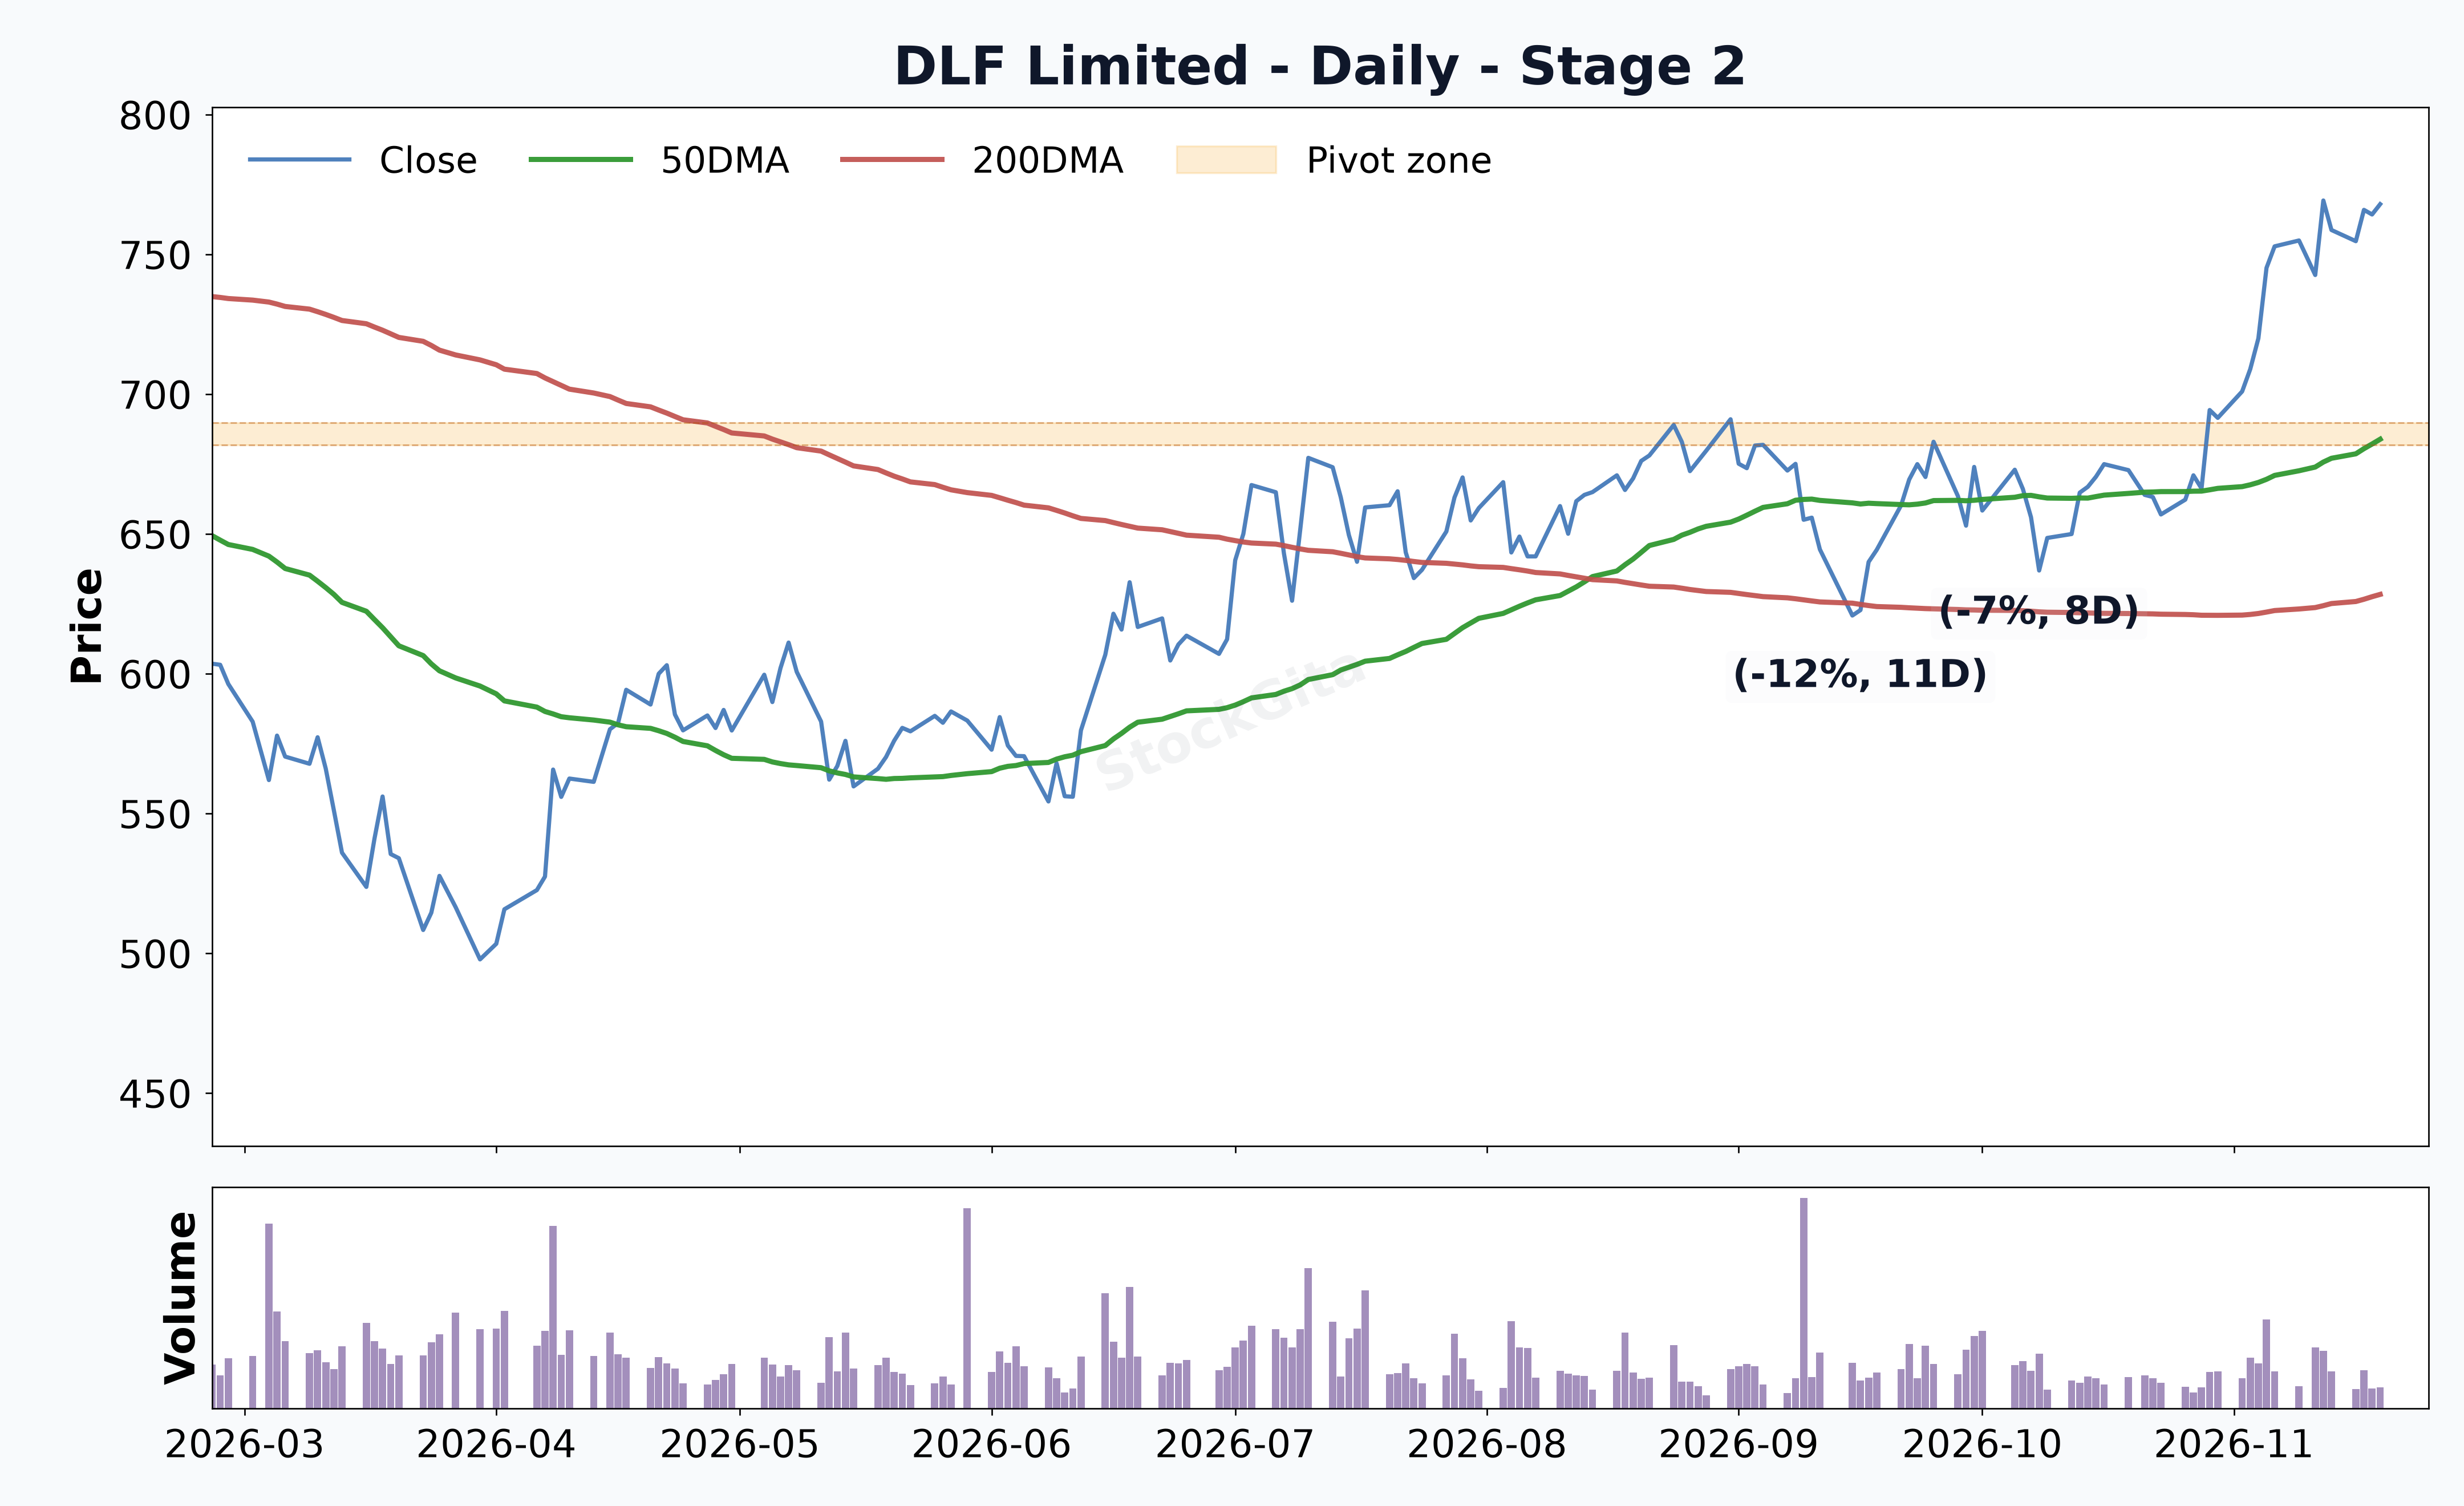 DLF Limited - Daily - Stage 2
Close 50DMA 200DMA Pivot zone
800
750
700
650
600
550
500
450
Price
(-7%, 8D)
(-12%, 11D)
StockGita
Volume
2026-03 2026-04 2026-05 2026-06 2026-07 2026-08 2026-09 2026-10 2026-11